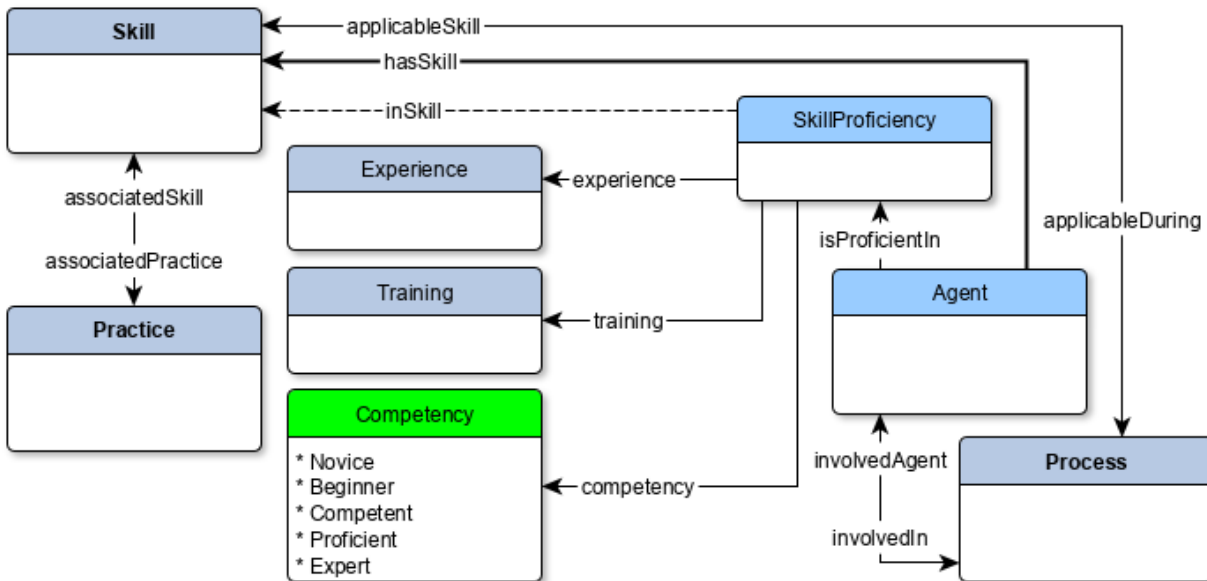 Skill
applicableSkill
hasSkill
inSkill
SkillProficiency
Experience
experience
associatedSkill
applicableDuring
isProficientIn
associatedPractice
Training
Agent
training
Practice
Competency
* Novice
* Beginner
* Competent
* Proficient
* Expert
competency
involvedAgent
Process
involvedIn